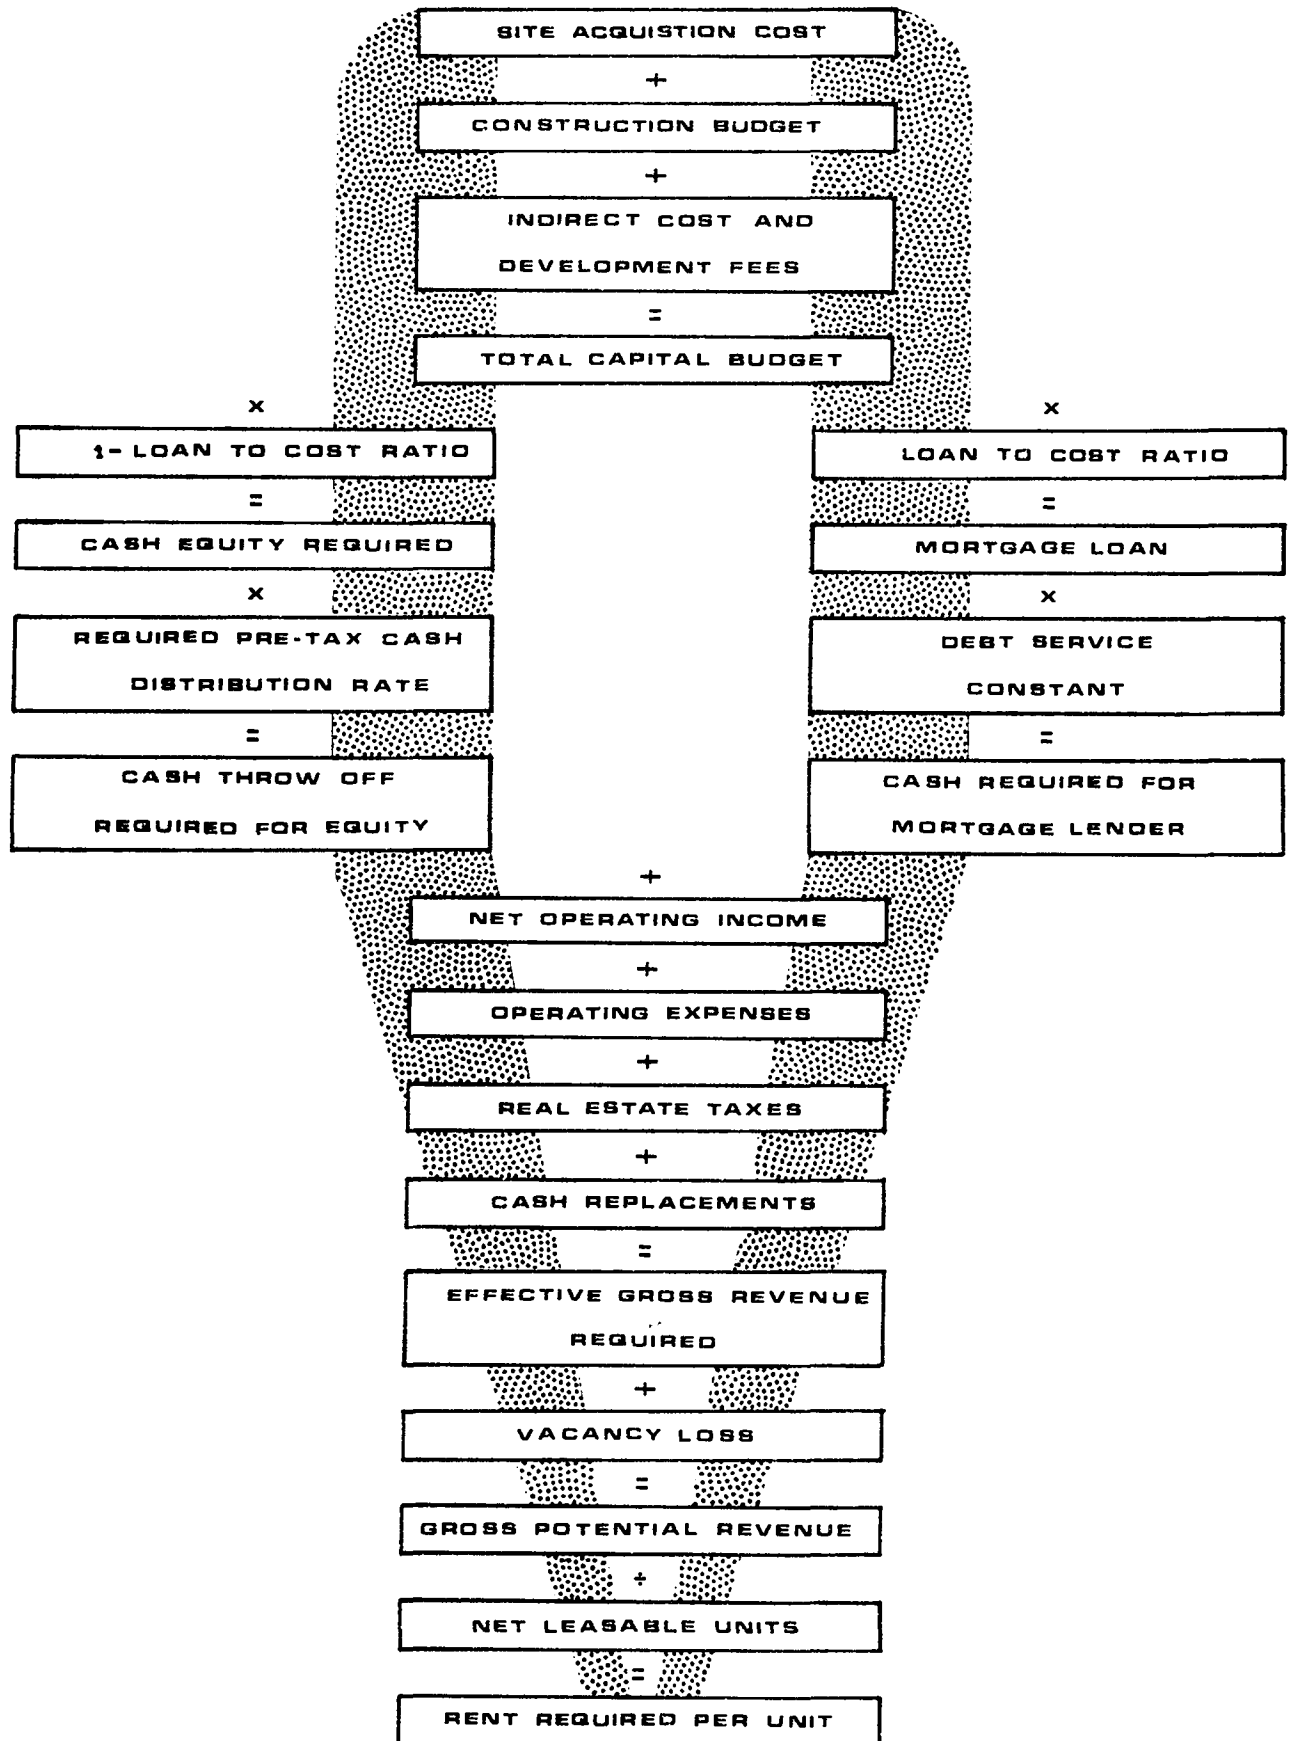 SITE ACQUISTION COST
+
CONSTRUCTION BUDGET
+
INDIRECT COST AND
DEVELOPMENT FEES
=
TOTAL CAPITAL BUDGET
x
1- LOAN TO COST RATIO
=
CASH EQUITY REQUIRED
x
REQUIRED PRE-TAX CASH
DISTRIBUTION RATE
=
CASH THROW OFF
REQUIRED FOR EQUITY
x
LOAN TO COST RATIO
=
MORTGAGE LOAN
x
DEBT SERVICE
CONSTANT
=
CASH REQUIRED FOR
MORTGAGE LENDER
+
NET OPERATING INCOME
+
OPERATING EXPENSES
+
REAL ESTATE TAXES
+
CASH REPLACEMENTS
=
EFFECTIVE GROSS REVENUE
REQUIRED
+
VACANCY LOSS
=
GROSS POTENTIAL REVENUE
÷
NET LEASABLE UNITS
=
RENT REQUIRED PER UNIT